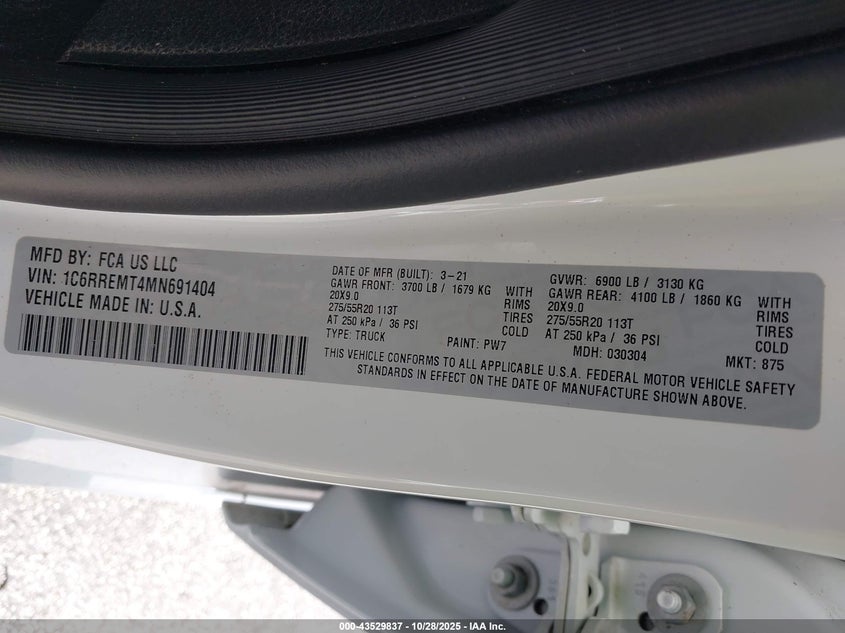 MFD BY: FCA US LLC
VIN: 1C6RREMT4MN691404
VEHICLE MADE IN: U.S.A.
DATE OF MFR (BUILT): 3-21
GAWR FRONT: 3700 LB / 1679 KG WITH
20X9.0 RIMS
275/55R20 113T TIRES
AT 250 kPa / 36 PSI COLD
TYPE: TRUCK PAINT: PW7
GVWR: 6900 LB / 3130 KG
GAWR REAR: 4100 LB / 1860 KG WITH
20X9.0 RIMS
275/55R20 113T TIRES
AT 250 kPa / 36 PSI COLD
MDH: 030304 MKT: 875
THIS VEHICLE CONFORMS TO ALL APPLICABLE U.S.A. FEDERAL MOTOR VEHICLE SAFETY
STANDARDS IN EFFECT ON THE DATE OF MANUFACTURE SHOWN ABOVE.
000-43529837 - 10/28/2025 - IAA Inc.